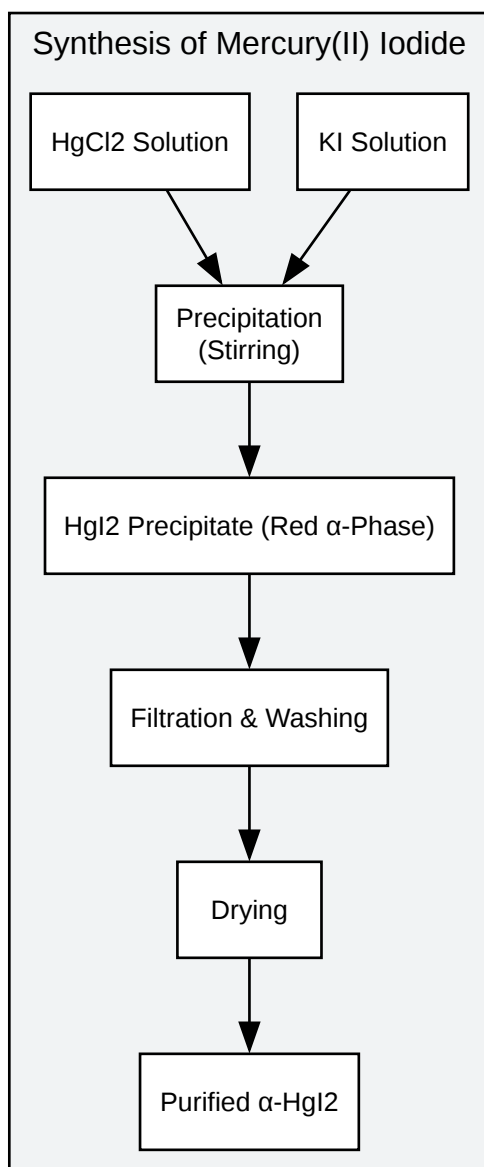 Synthesis of Mercury(II) Iodide
HgCl2 Solution
KI Solution
Precipitation
(Stirring)
HgI2 Precipitate (Red α-Phase)
Filtration & Washing
Drying
Purified α-HgI2